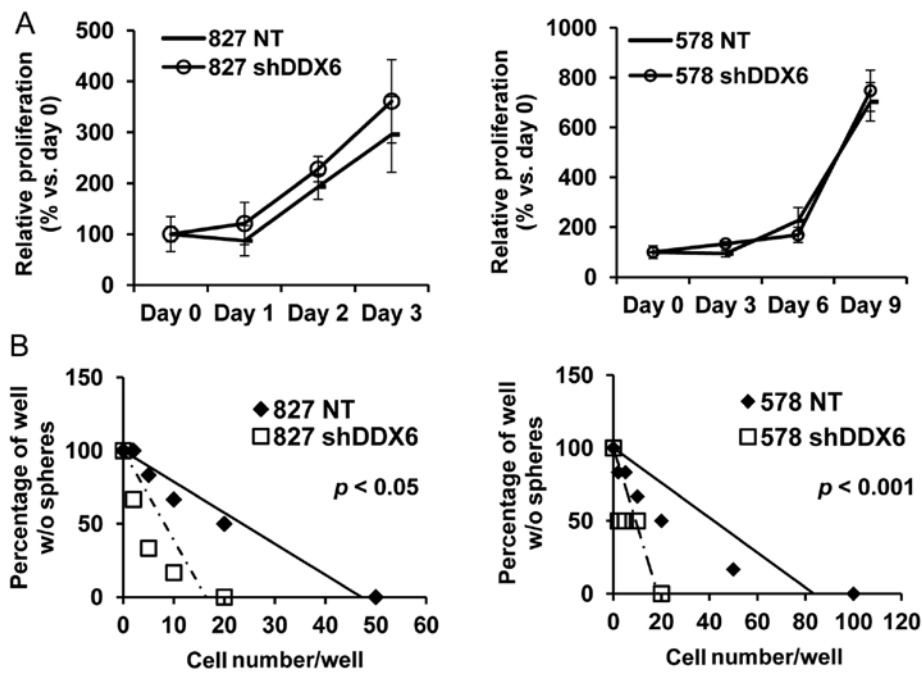 A
Relative proliferation
(% vs. day 0)
500
400
300
200
100
0
827 NT
827 shDDX6
Day 0 Day 1 Day 2 Day 3
Relative proliferation
(% vs. day 0)
1000
800
600
400
200
0
578 NT
578 shDDX6
Day 0 Day 3 Day 6 Day 9
B
Percentage of well
w/o spheres
150
100
50
0
827 NT
827 shDDX6
p < 0.05
0 20 40 60
Cell number/well
Percentage of well
w/o spheres
150
100
50
0
578 NT
578 shDDX6
p < 0.001
0 20 40 60 80 100 120
Cell number/well